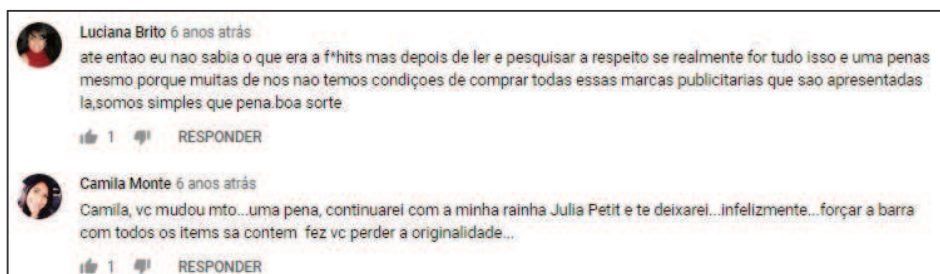 Luciana Brito 6 anos atrás
ate entao eu nao sabia o que era a f*hits mas depois de ler e pesquisar a respeito se realmente for tudo isso e uma penas
mesmo porque muitas de nos nao temos condiçoes de comprar todas essas marcas publicitarias que sao apresentadas
la,somos simples que pena.boa sorte
1 RESPONDER
Camila Monte 6 anos atrás
Camila, vc mudou mto...uma pena, continuarei com a minha rainha Julia Petit e te deixarei...infelizmente...forçar a barra
com todos os items sa contem fez vc perder a originalidade...
1 RESPONDER